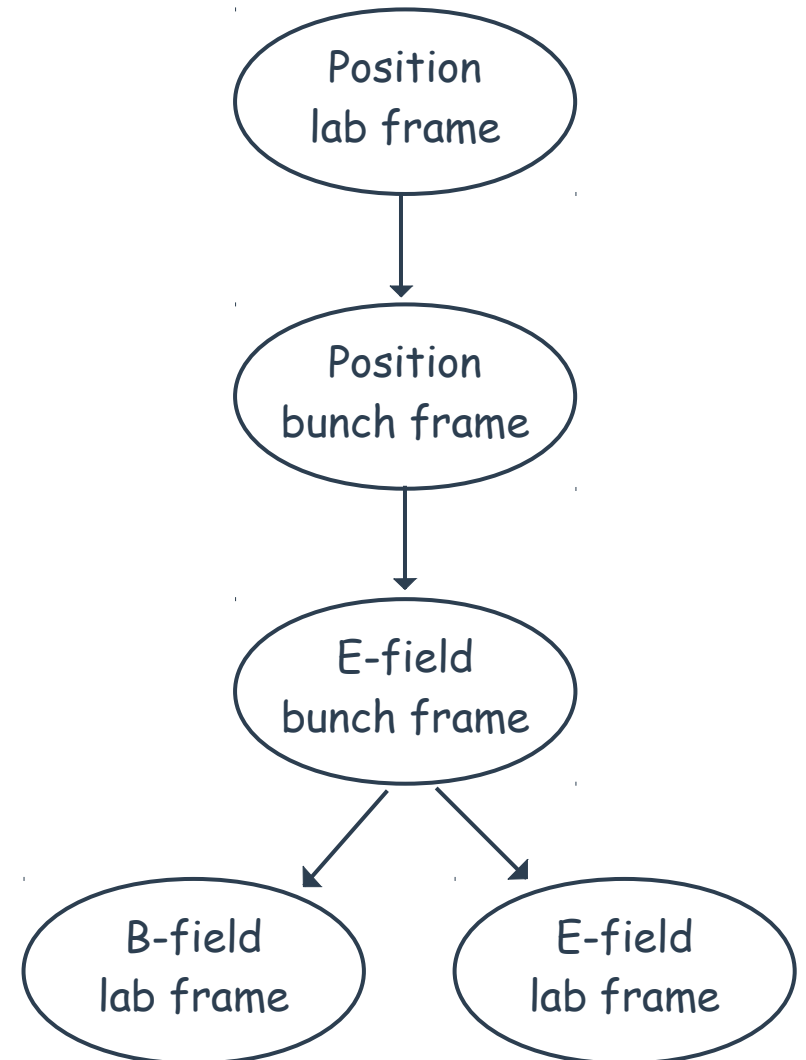 Position
lab frame
Position
bunch frame
E-field
bunch frame
B-field
lab frame
E-field
lab frame